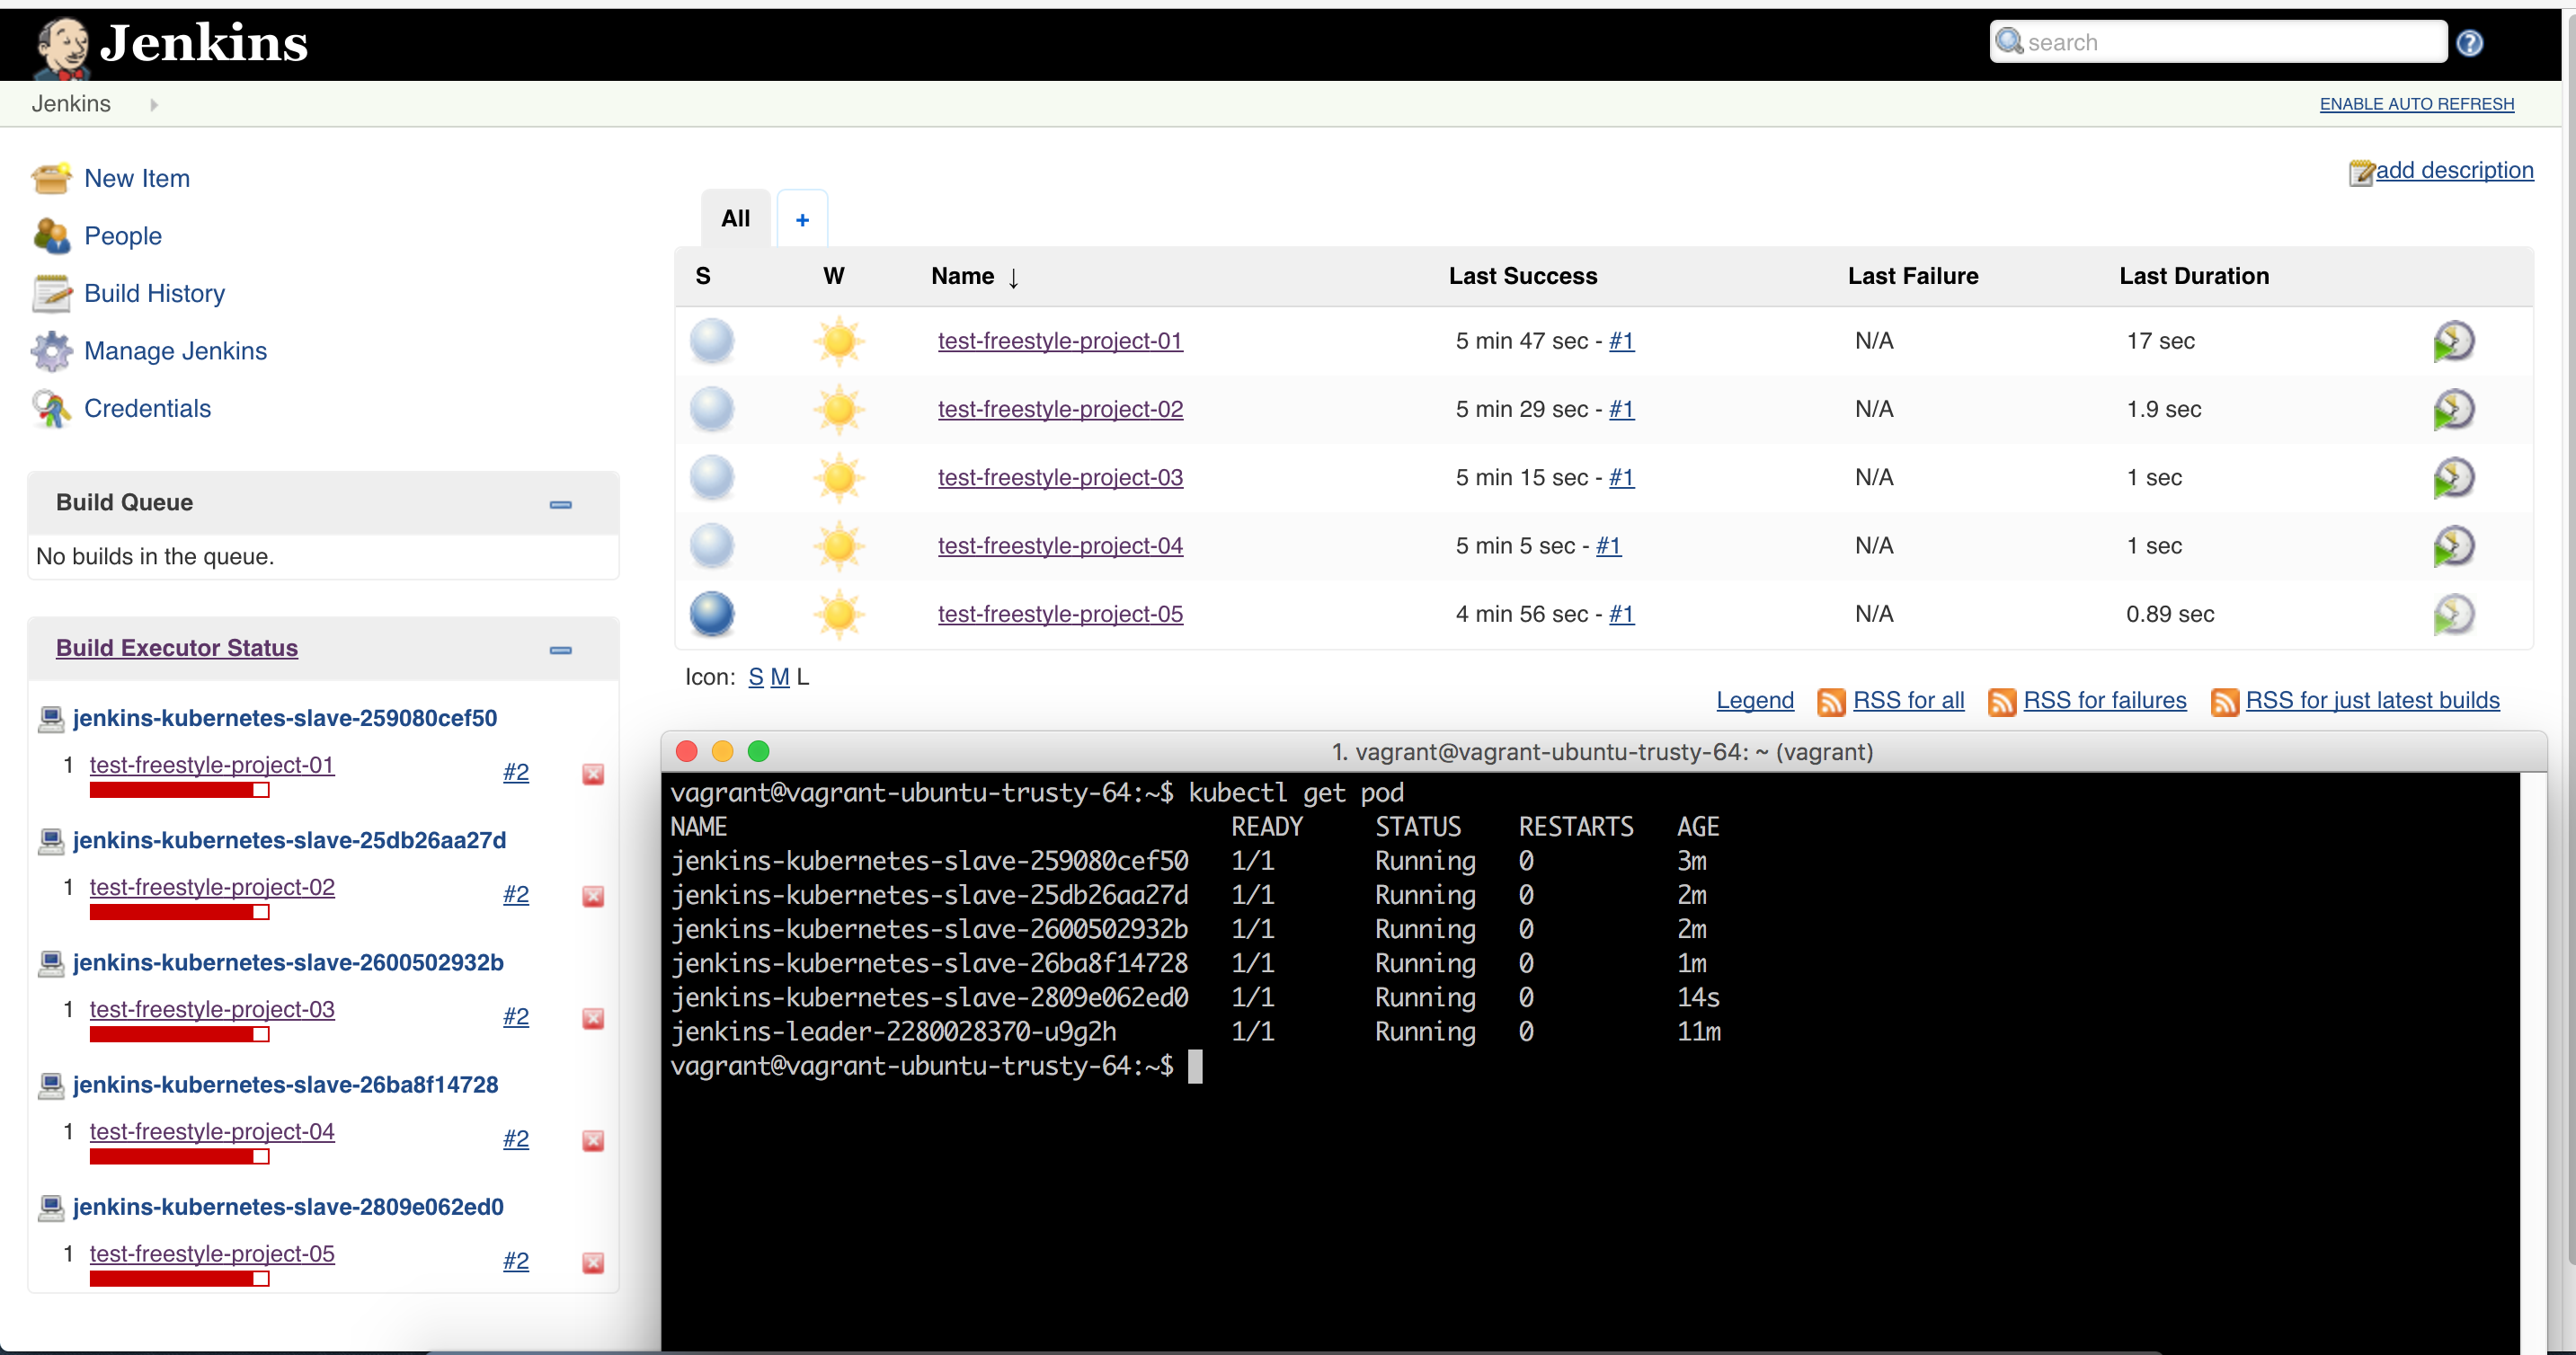 Jenkins
search
Jenkins
ENABLE AUTO REFRESH
New Item
People
Build History
Manage Jenkins
Credentials
Build Queue
No builds in the queue.
Build Executor Status
jenkins-kubernetes-slave-259080cef50
1 test-freestyle-project-01 #2
jenkins-kubernetes-slave-25db26aa27d
1 test-freestyle-project-02 #2
jenkins-kubernetes-slave-2600502932b
1 test-freestyle-project-03 #2
jenkins-kubernetes-slave-26ba8f14728
1 test-freestyle-project-04 #2
jenkins-kubernetes-slave-2809e062ed0
1 test-freestyle-project-05 #2
add description
All +
S W Name ↓ Last Success Last Failure Last Duration
test-freestyle-project-01 5 min 47 sec - #1 N/A 17 sec
test-freestyle-project-02 5 min 29 sec - #1 N/A 1.9 sec
test-freestyle-project-03 5 min 15 sec - #1 N/A 1 sec
test-freestyle-project-04 5 min 5 sec - #1 N/A 1 sec
test-freestyle-project-05 4 min 56 sec - #1 N/A 0.89 sec
Icon: S M L
Legend RSS for all RSS for failures RSS for just latest builds
1. vagrant@vagrant-ubuntu-trusty-64: ~ (vagrant)
vagrant@vagrant-ubuntu-trusty-64:~$ kubectl get pod
NAME READY STATUS RESTARTS AGE
jenkins-kubernetes-slave-259080cef50 1/1 Running 0 3m
jenkins-kubernetes-slave-25db26aa27d 1/1 Running 0 2m
jenkins-kubernetes-slave-2600502932b 1/1 Running 0 2m
jenkins-kubernetes-slave-26ba8f14728 1/1 Running 0 1m
jenkins-kubernetes-slave-2809e062ed0 1/1 Running 0 14s
jenkins-leader-2280028370-u9g2h 1/1 Running 0 11m
vagrant@vagrant-ubuntu-trusty-64:~$